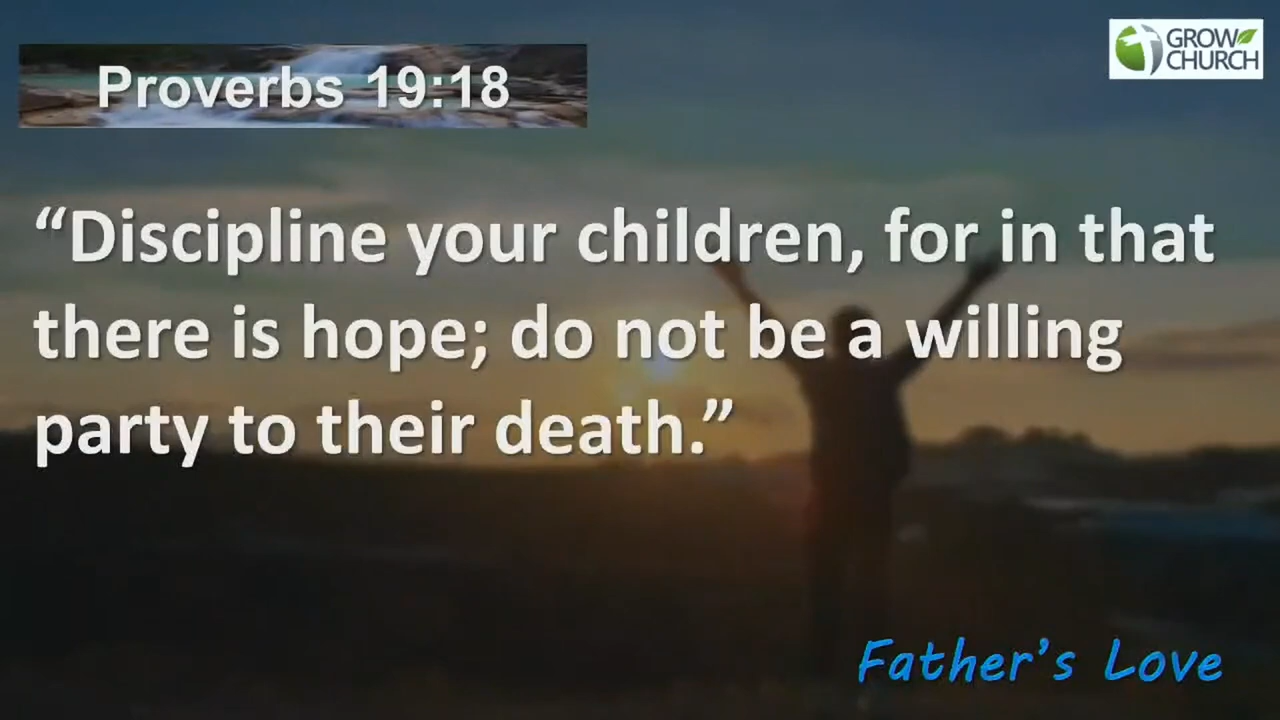 Proverbs 19:18
GROW
CHURCH
“Discipline your children, for in that
there is hope; do not be a willing
party to their death.”
Father’s Love